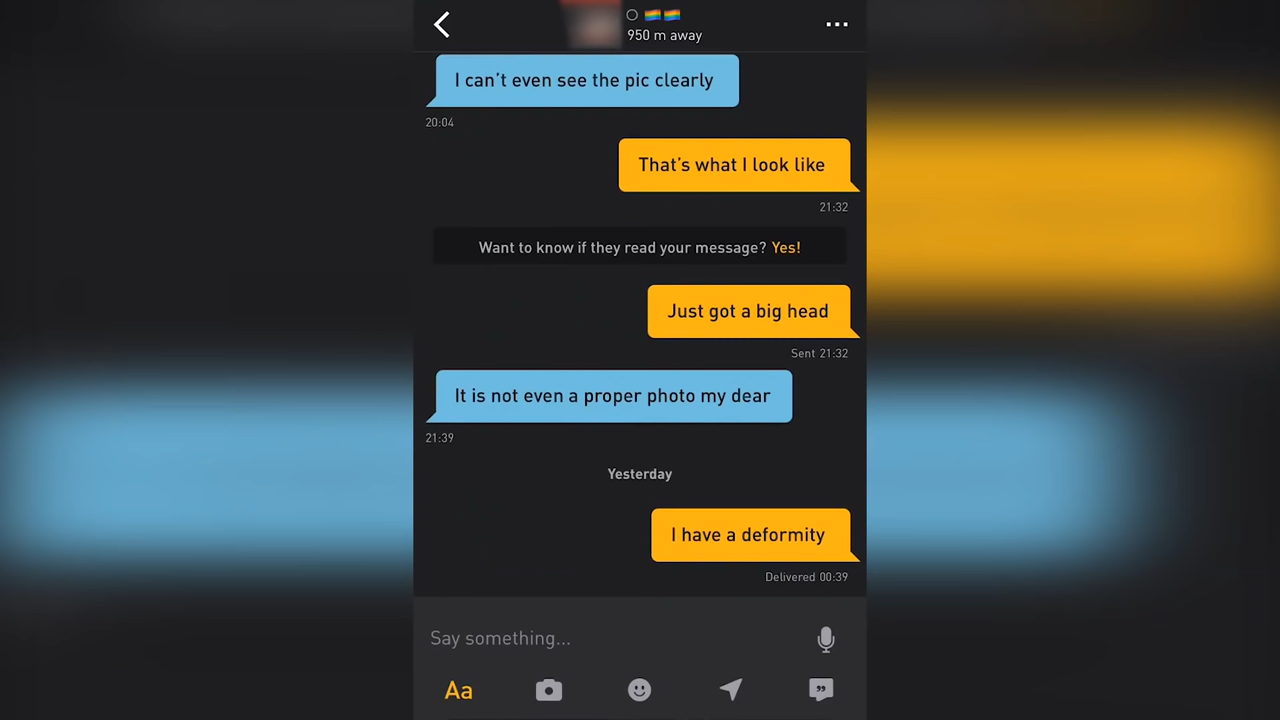 🏳️‍🌈🏳️‍🌈
950 m away
I can't even see the pic clearly
20:04
That's what I look like
21:32
Want to know if they read your message? Yes!
Just got a big head
Sent 21:32
It is not even a proper photo my dear
21:39
Yesterday
I have a deformity
Delivered 00:39
Say something...
Aa